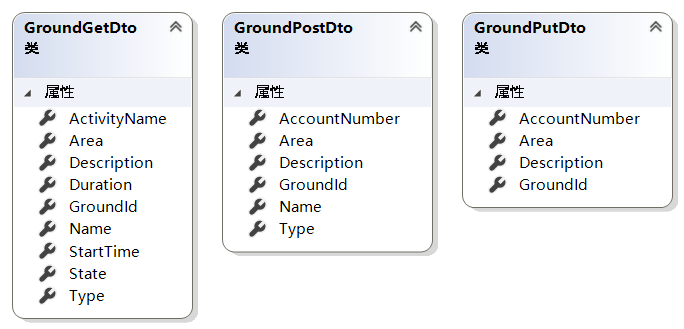 GroundGetDto
类
属性
ActivityName
Area
Description
Duration
GroundId
Name
StartTime
State
Type
GroundPostDto
类
属性
AccountNumber
Area
Description
GroundId
Name
Type
GroundPutDto
类
属性
AccountNumber
Area
Description
GroundId